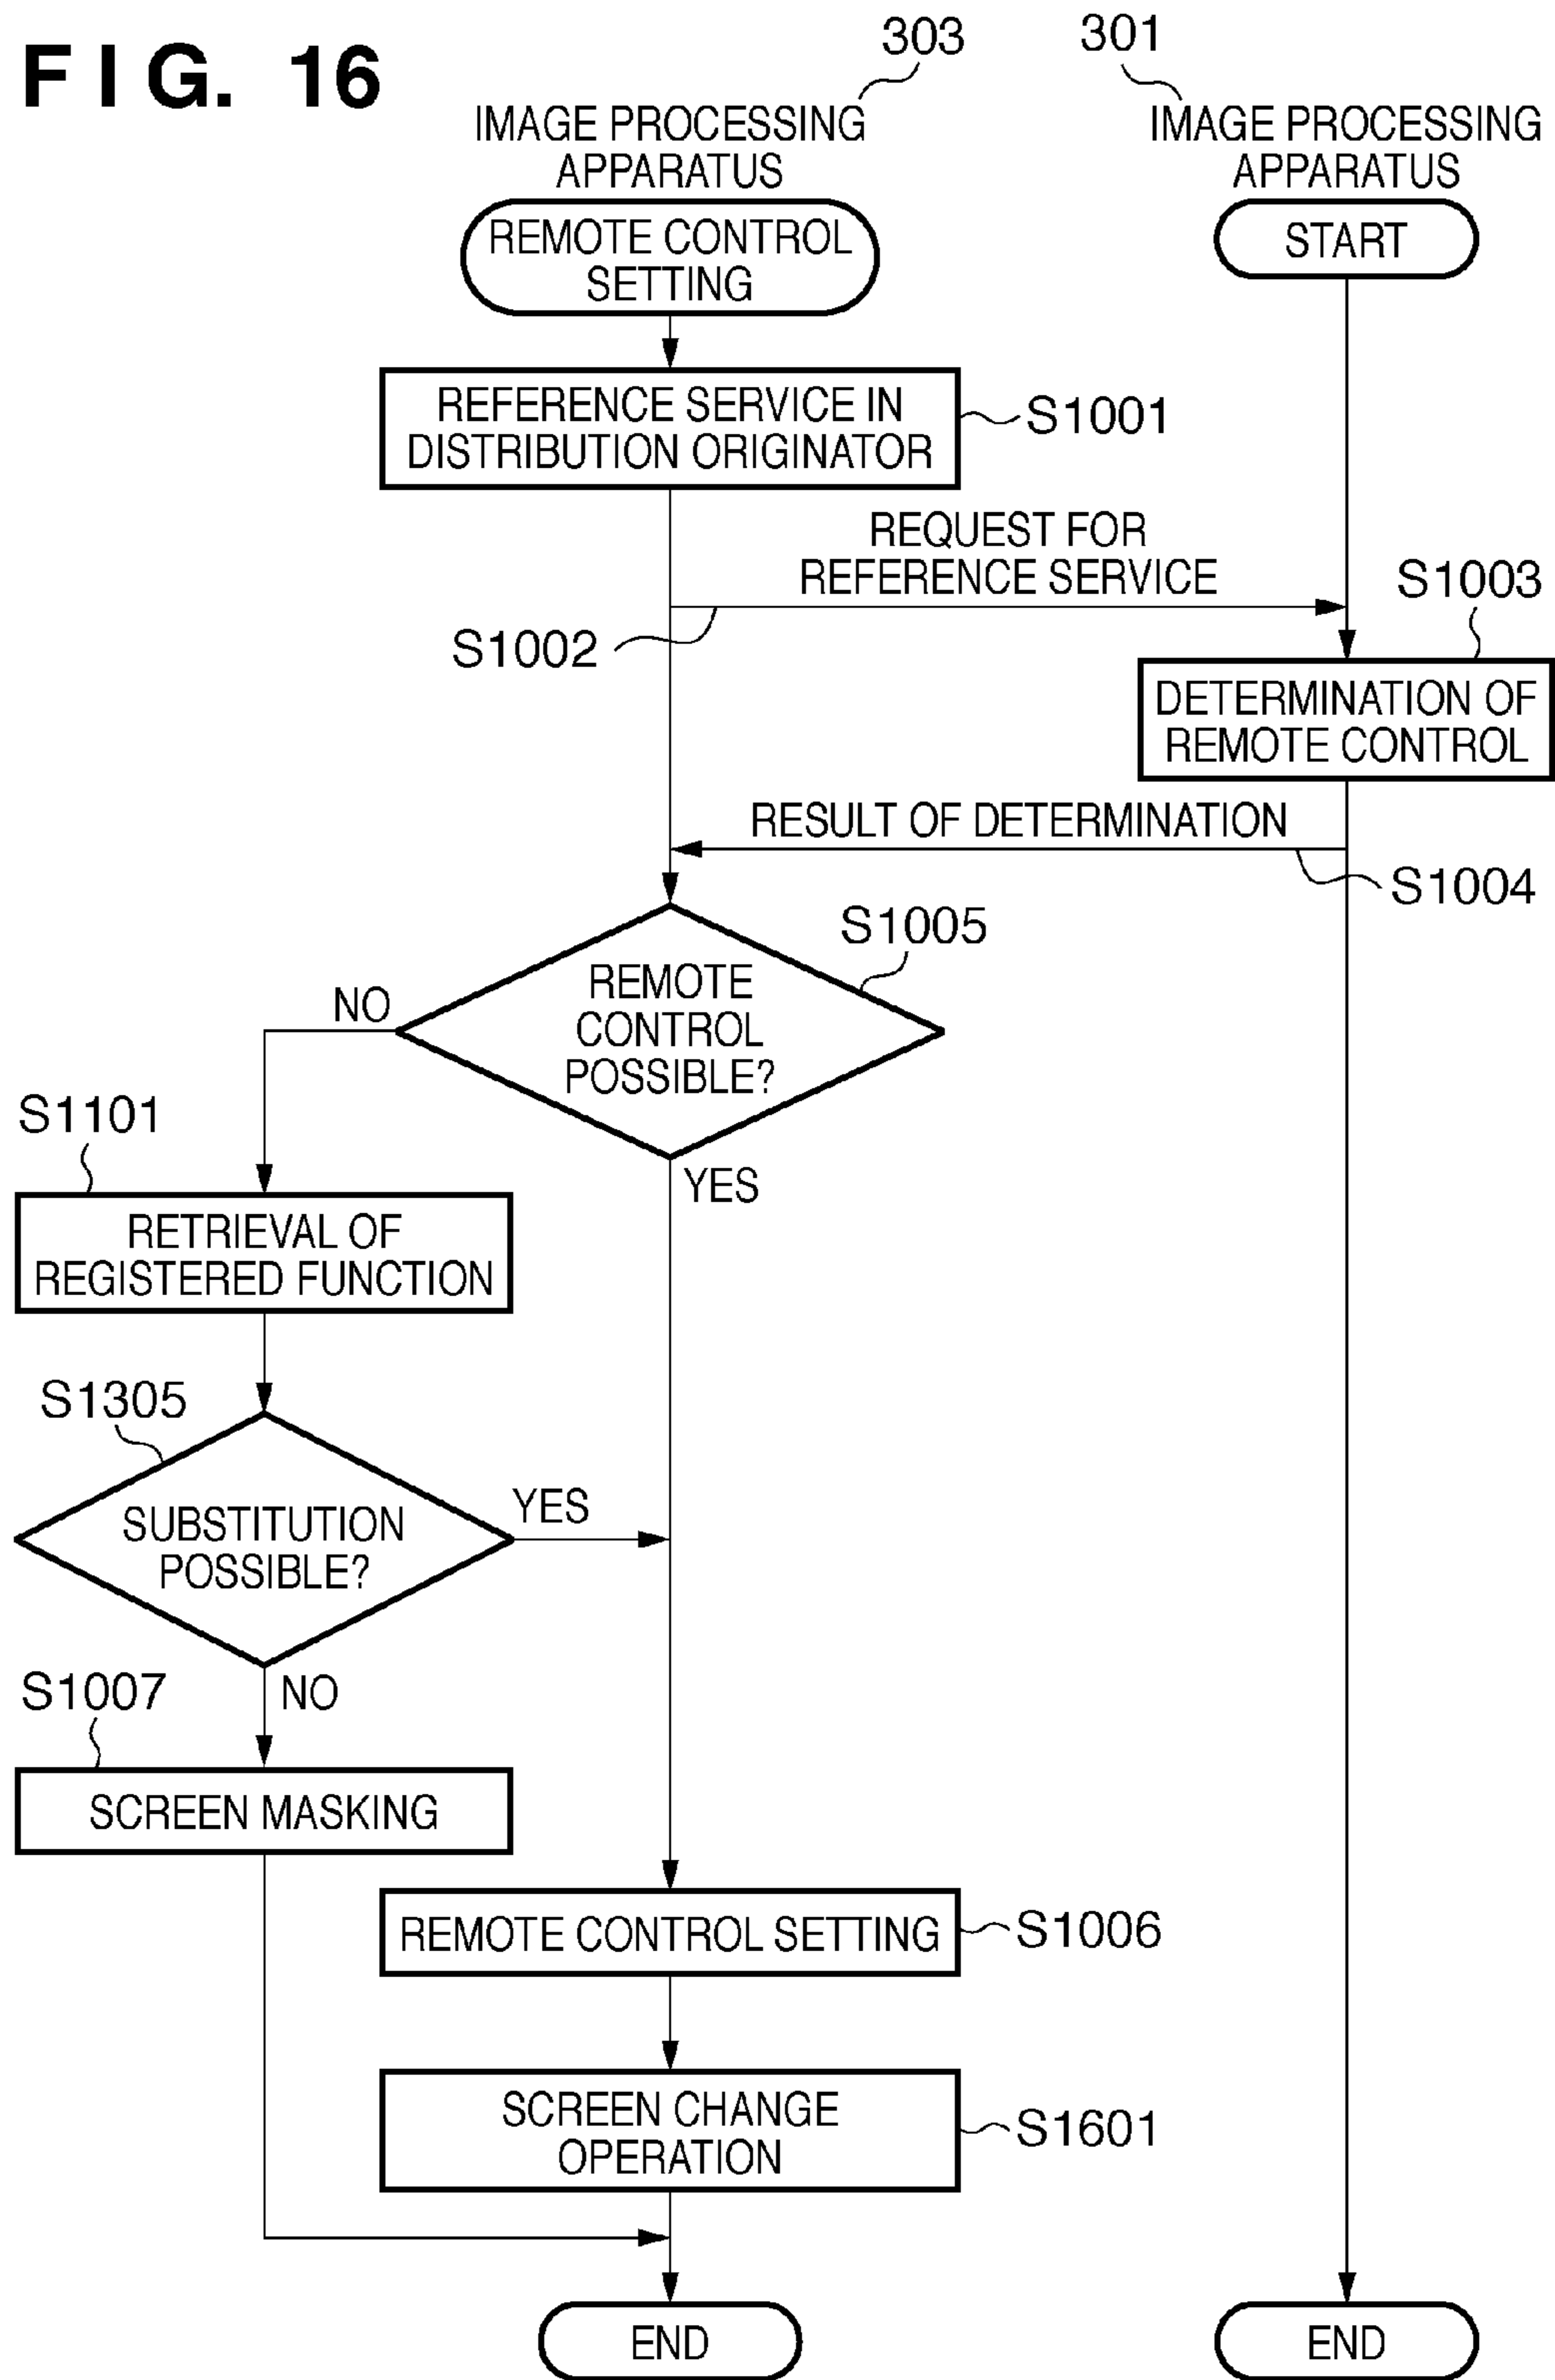 FIG. 16
303
IMAGE PROCESSING
APPARATUS
301
IMAGE PROCESSING
APPARATUS
REMOTE CONTROL
SETTING
START
REFERENCE SERVICE IN
DISTRIBUTION ORIGINATOR
S1001
REQUEST FOR
REFERENCE SERVICE
S1002
S1003
DETERMINATION OF
REMOTE CONTROL
RESULT OF DETERMINATION
S1004
S1005
REMOTE
CONTROL
POSSIBLE?
NO
YES
S1101
RETRIEVAL OF
REGISTERED FUNCTION
S1305
SUBSTITUTION
POSSIBLE?
YES
NO
S1007
SCREEN MASKING
REMOTE CONTROL SETTING
S1006
SCREEN CHANGE
OPERATION
S1601
END
END